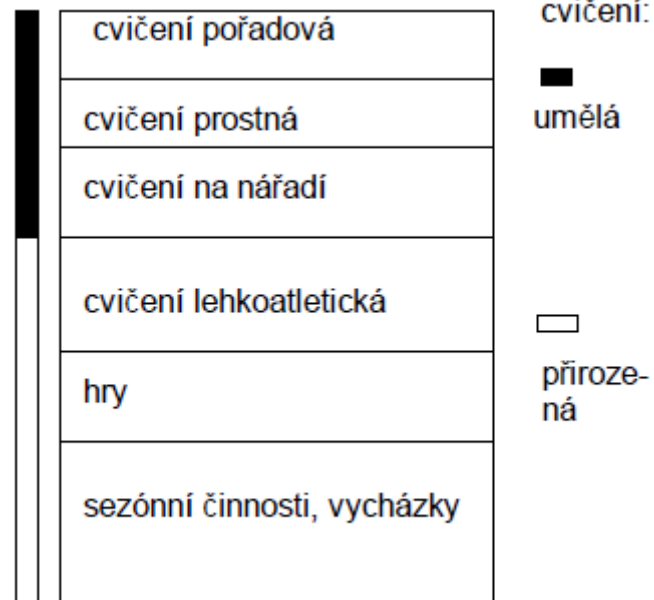 cvičení pořadová
cvičení prostná
cvičení na nářadí
cvičení lehkoatletická
hry
sezónní činnosti, vycházky
cvičení:
umělá
přiroze-
ná